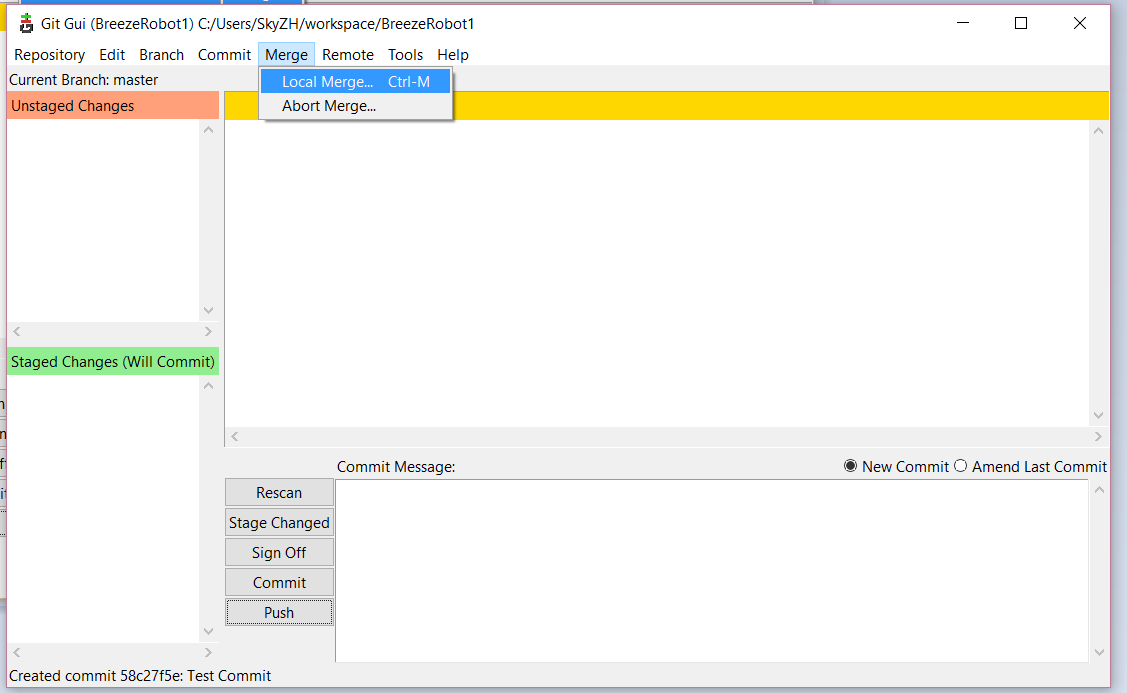 Git Gui (BreezeRobot1) C:/Users/SkyZH/workspace/BreezeRobot1
Repository Edit Branch Commit Merge Remote Tools Help
Current Branch: master
Local Merge... Ctrl-M
Abort Merge...
Unstaged Changes
Staged Changes (Will Commit)
Commit Message:
New Commit Amend Last Commit
Rescan
Stage Changed
Sign Off
Commit
Push
Created commit 58c27f5e: Test Commit